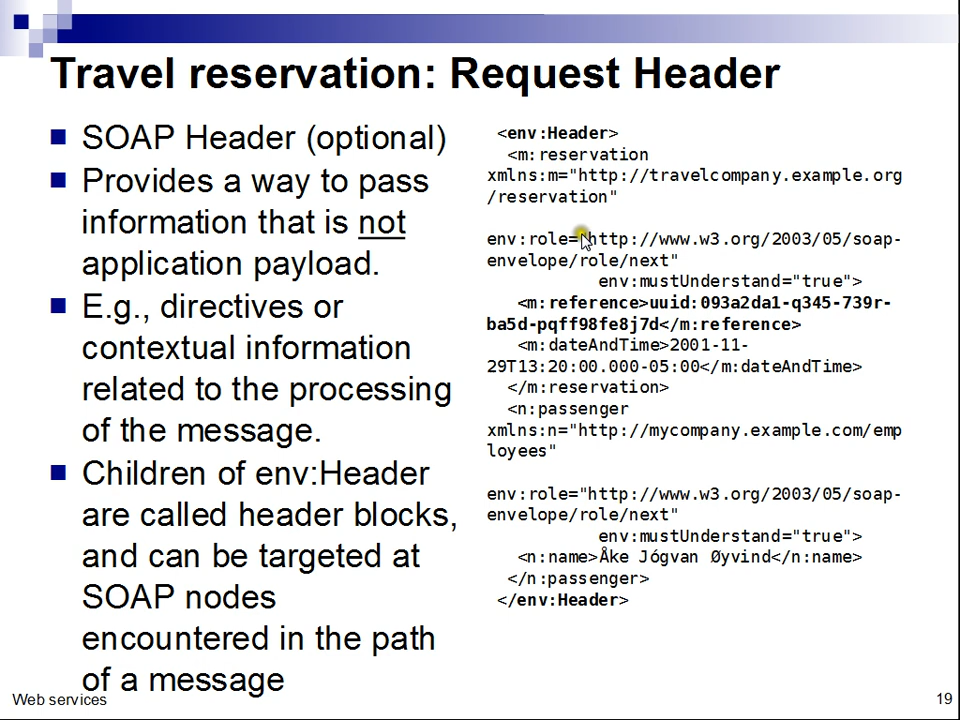 Travel reservation: Request Header
SOAP Header (optional)
Provides a way to pass
information that is not
application payload.
E.g., directives or
contextual information
related to the processing
of the message.
Children of env:Header
are called header blocks,
and can be targeted at
SOAP nodes
encountered in the path
of a message
<env:Header>
<m:reservation
xmlns:m="http://travelcompany.example.org
/reservation"
env:role="http://www.w3.org/2003/05/soap-
envelope/role/next"
env:mustUnderstand="true">
<m:reference>uuid:093a2da1-q345-739r-
ba5d-pqff98fe8j7d</m:reference>
<m:dateAndTime>2001-11-
29T13:20:00.000-05:00</m:dateAndTime>
</m:reservation>
<n:passenger
xmlns:n="http://mycompany.example.com/emp
loyees"
env:role="http://www.w3.org/2003/05/soap-
envelope/role/next"
env:mustUnderstand="true">
<n:name>Åke Jógvan Øyvind</n:name>
</n:passenger>
</env:Header>
Web services
19